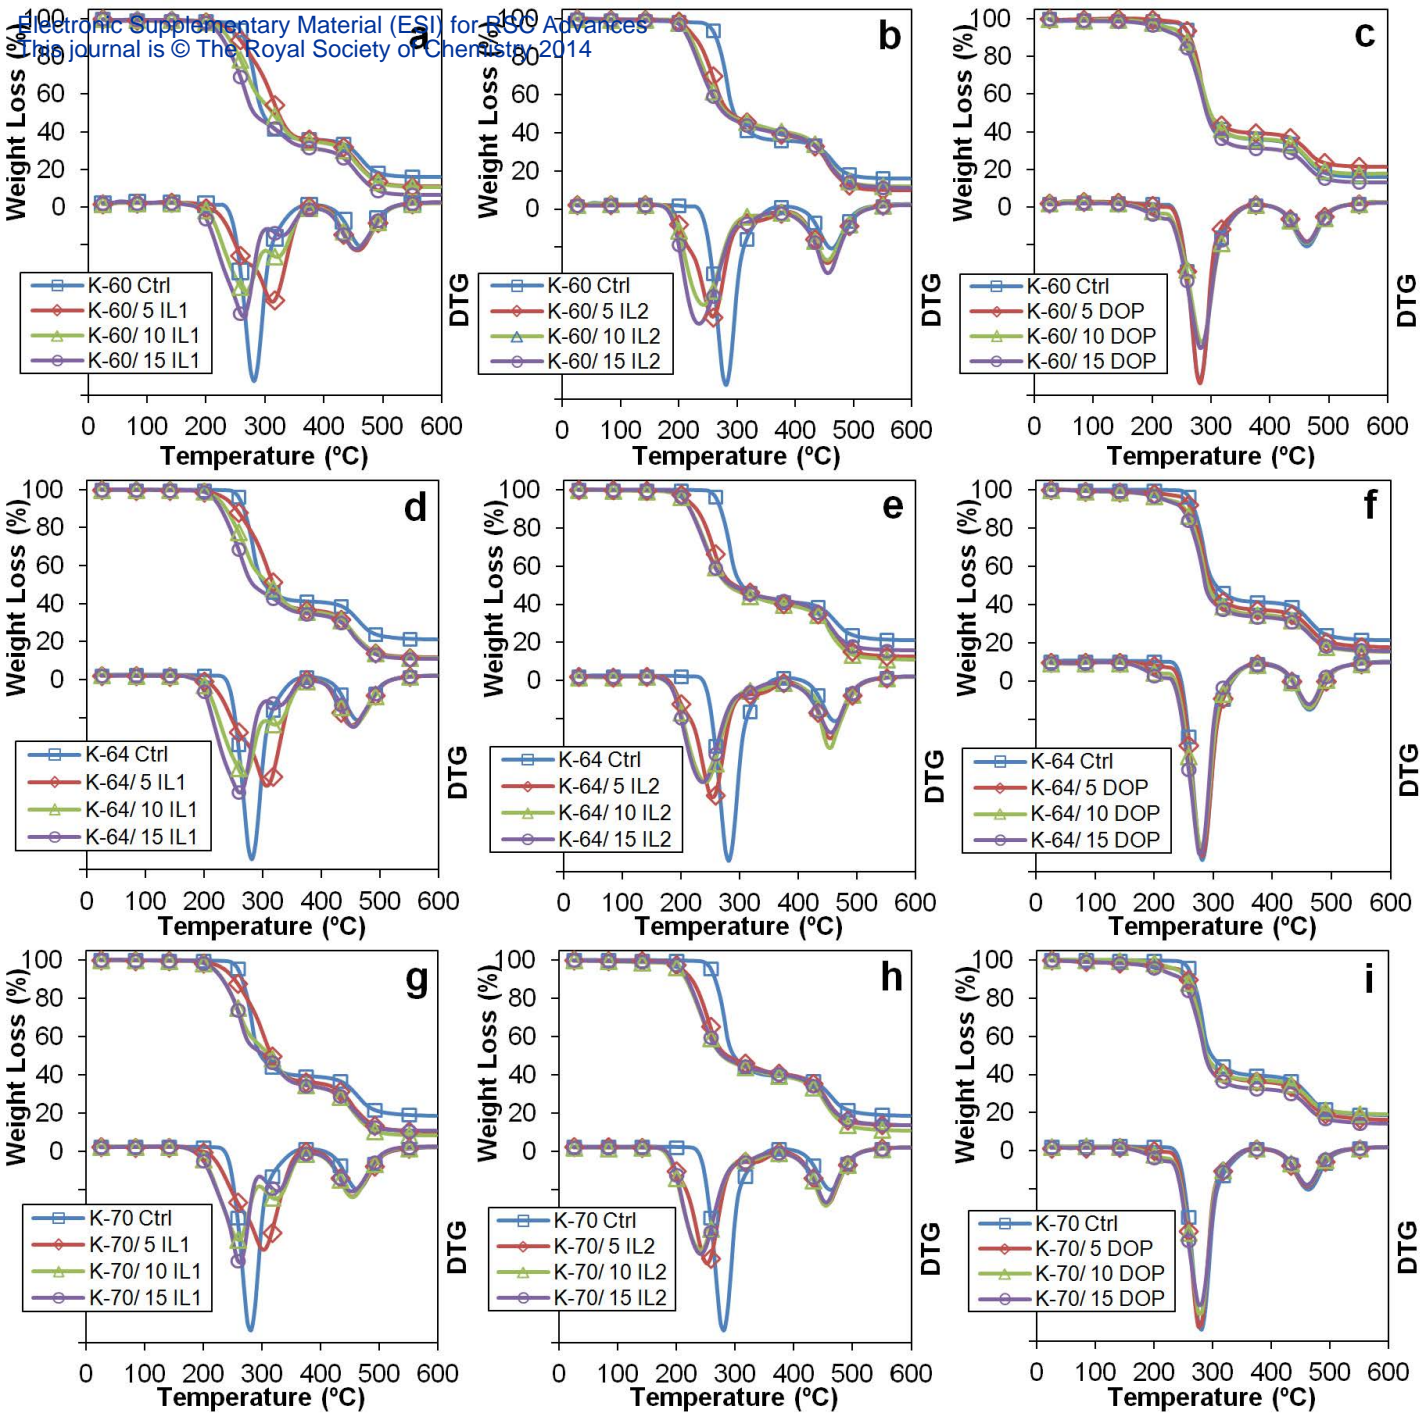 Electronic Supplementary Material (ESI) for RSC Advances
This journal is © The Royal Society of Chemistry 2014
a
Weight Loss (%)
100
80
60
40
20
0
DTG
K-60 Ctrl
K-60/ 5 IL1
K-60/ 10 IL1
K-60/ 15 IL1
0 100 200 300 400 500 600
Temperature (ºC)
b
Weight Loss (%)
100
80
60
40
20
0
DTG
K-60 Ctrl
K-60/ 5 IL2
K-60/ 10 IL2
K-60/ 15 IL2
0 100 200 300 400 500 600
Temperature (ºC)
c
Weight Loss (%)
100
80
60
40
20
0
DTG
K-60 Ctrl
K-60/ 5 DOP
K-60/ 10 DOP
K-60/ 15 DOP
0 100 200 300 400 500 600
Temperature (ºC)
d
Weight Loss (%)
100
80
60
40
20
0
DTG
K-64 Ctrl
K-64/ 5 IL1
K-64/ 10 IL1
K-64/ 15 IL1
0 100 200 300 400 500 600
Temperature (ºC)
e
Weight Loss (%)
100
80
60
40
20
0
DTG
K-64 Ctrl
K-64/ 5 IL2
K-64/ 10 IL2
K-64/ 15 IL2
0 100 200 300 400 500 600
Temperature (ºC)
f
Weight Loss (%)
100
80
60
40
20
0
DTG
K-64 Ctrl
K-64/ 5 DOP
K-64/ 10 DOP
K-64/ 15 DOP
0 100 200 300 400 500 600
Temperature (ºC)
g
Weight Loss (%)
100
80
60
40
20
0
DTG
K-70 Ctrl
K-70/ 5 IL1
K-70/ 10 IL1
K-70/ 15 IL1
0 100 200 300 400 500 600
Temperature (ºC)
h
Weight Loss (%)
100
80
60
40
20
0
DTG
K-70 Ctrl
K-70/ 5 IL2
K-70/ 10 IL2
K-70/ 15 IL2
0 100 200 300 400 500 600
Temperature (ºC)
i
Weight Loss (%)
100
80
60
40
20
0
DTG
K-70 Ctrl
K-70/ 5 DOP
K-70/ 10 DOP
K-70/ 15 DOP
0 100 200 300 400 500 600
Temperature (ºC)